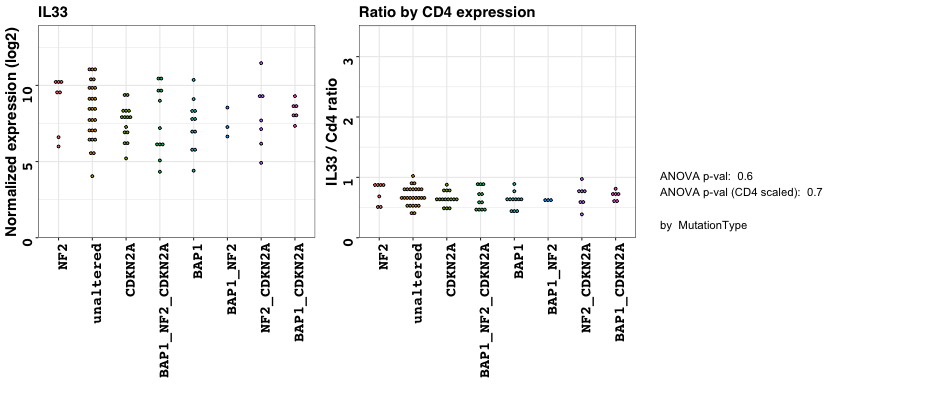 IL33
Normalized expression (log2)
0
5
10
NF2
unaltered
CDKN2A
BAP1_NF2_CDKN2A
BAP1
BAP1_NF2
NF2_CDKN2A
BAP1_CDKN2A
Ratio by CD4 expression
IL33 / Cd4 ratio
0
1
2
3
NF2
unaltered
CDKN2A
BAP1_NF2_CDKN2A
BAP1
BAP1_NF2
NF2_CDKN2A
BAP1_CDKN2A
ANOVA p-val: 0.6
ANOVA p-val (CD4 scaled): 0.7
by MutationType